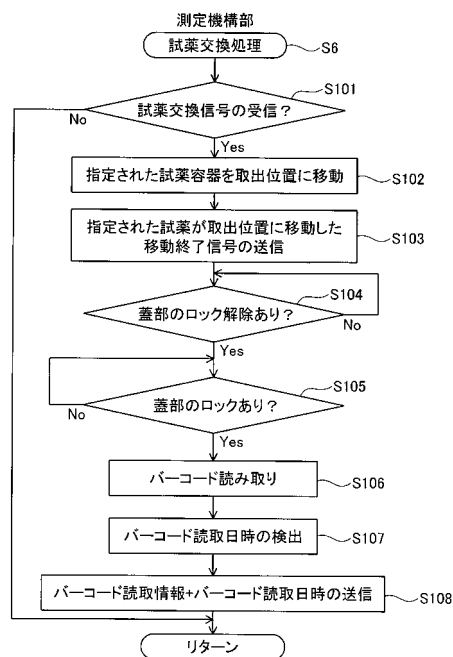 測定機構部
試薬交換処理
S6
S101
試薬交換信号の受信？
No
Yes
指定された試薬容器を取出位置に移動
S102
指定された試薬が取出位置に移動した
移動終了信号の送信
S103
S104
蓋部のロック解除あり？
No
Yes
S105
蓋部のロックあり？
No
Yes
バーコード読み取り
S106
バーコード読取日時の検出
S107
バーコード読取情報+バーコード読取日時の送信
S108
リターン